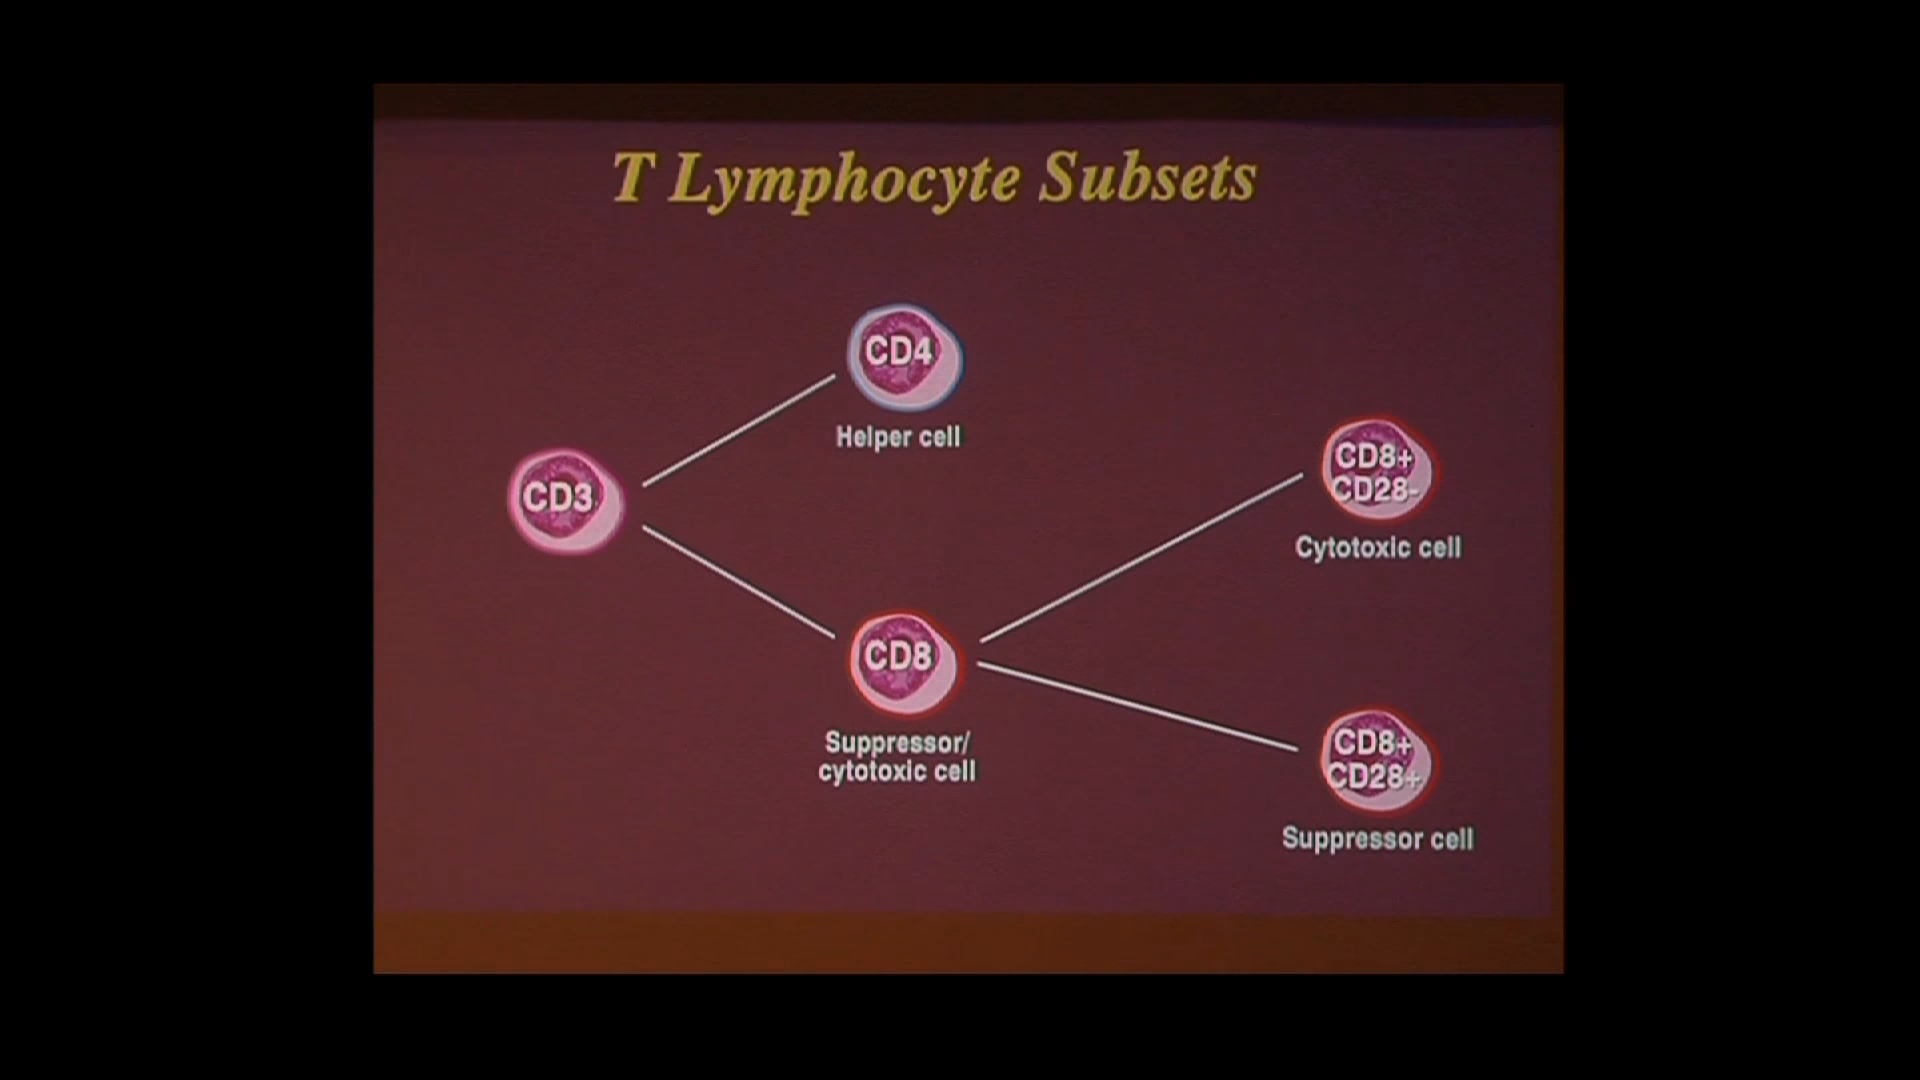 T Lymphocyte Subsets
CD4
Helper cell
CD3
CD8+
CD28-
Cytotoxic cell
CD8
Suppressor/
cytotoxic cell
CD8+
CD28+
Suppressor cell